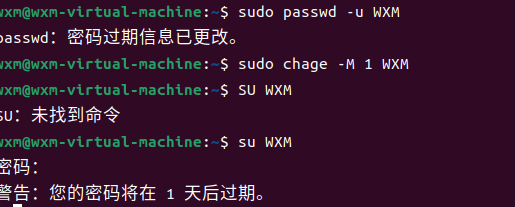 wxm@wxm-virtual-machine:~$ sudo passwd -u WXM
passwd：密码过期信息已更改。
wxm@wxm-virtual-machine:~$ sudo chage -M 1 WXM
wxm@wxm-virtual-machine:~$ SU WXM
SU：未找到命令
wxm@wxm-virtual-machine:~$ su WXM
密码：
警告：您的密码将在 1 天后过期。